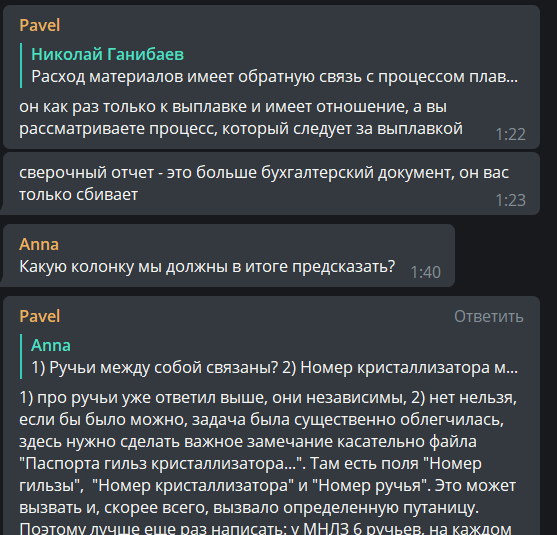 Pavel
Николай Ганибаев
Расход материалов имеет обратную связь с процессом плав...
он как раз только к выплавке и имеет отношение, а вы
рассматриваете процесс, который следует за выплавкой
1:22
сверочный отчет - это больше бухгалтерский документ, он вас
только сбивает
1:23
Anna
Какую колонку мы должны в итоге предсказать?
1:40
Pavel
Ответить
Anna
1) Ручьи между собой связаны? 2) Номер кристаллизатора м...
1) про ручьи уже ответил выше, они независимы, 2) нет нельзя,
если бы было можно, задача была существенно облегчилась,
здесь нужно сделать важное замечание касательно файла
"Паспорта гильз кристаллизатора...". Там есть поля "Номер
гильзы", "Номер кристаллизатора" и "Номер ручья". Это может
вызвать и, скорее всего, вызвало определенную путаницу.
Поэтому лучше еще раз написать: у МНЛЗ 6 ручьев, на каждом